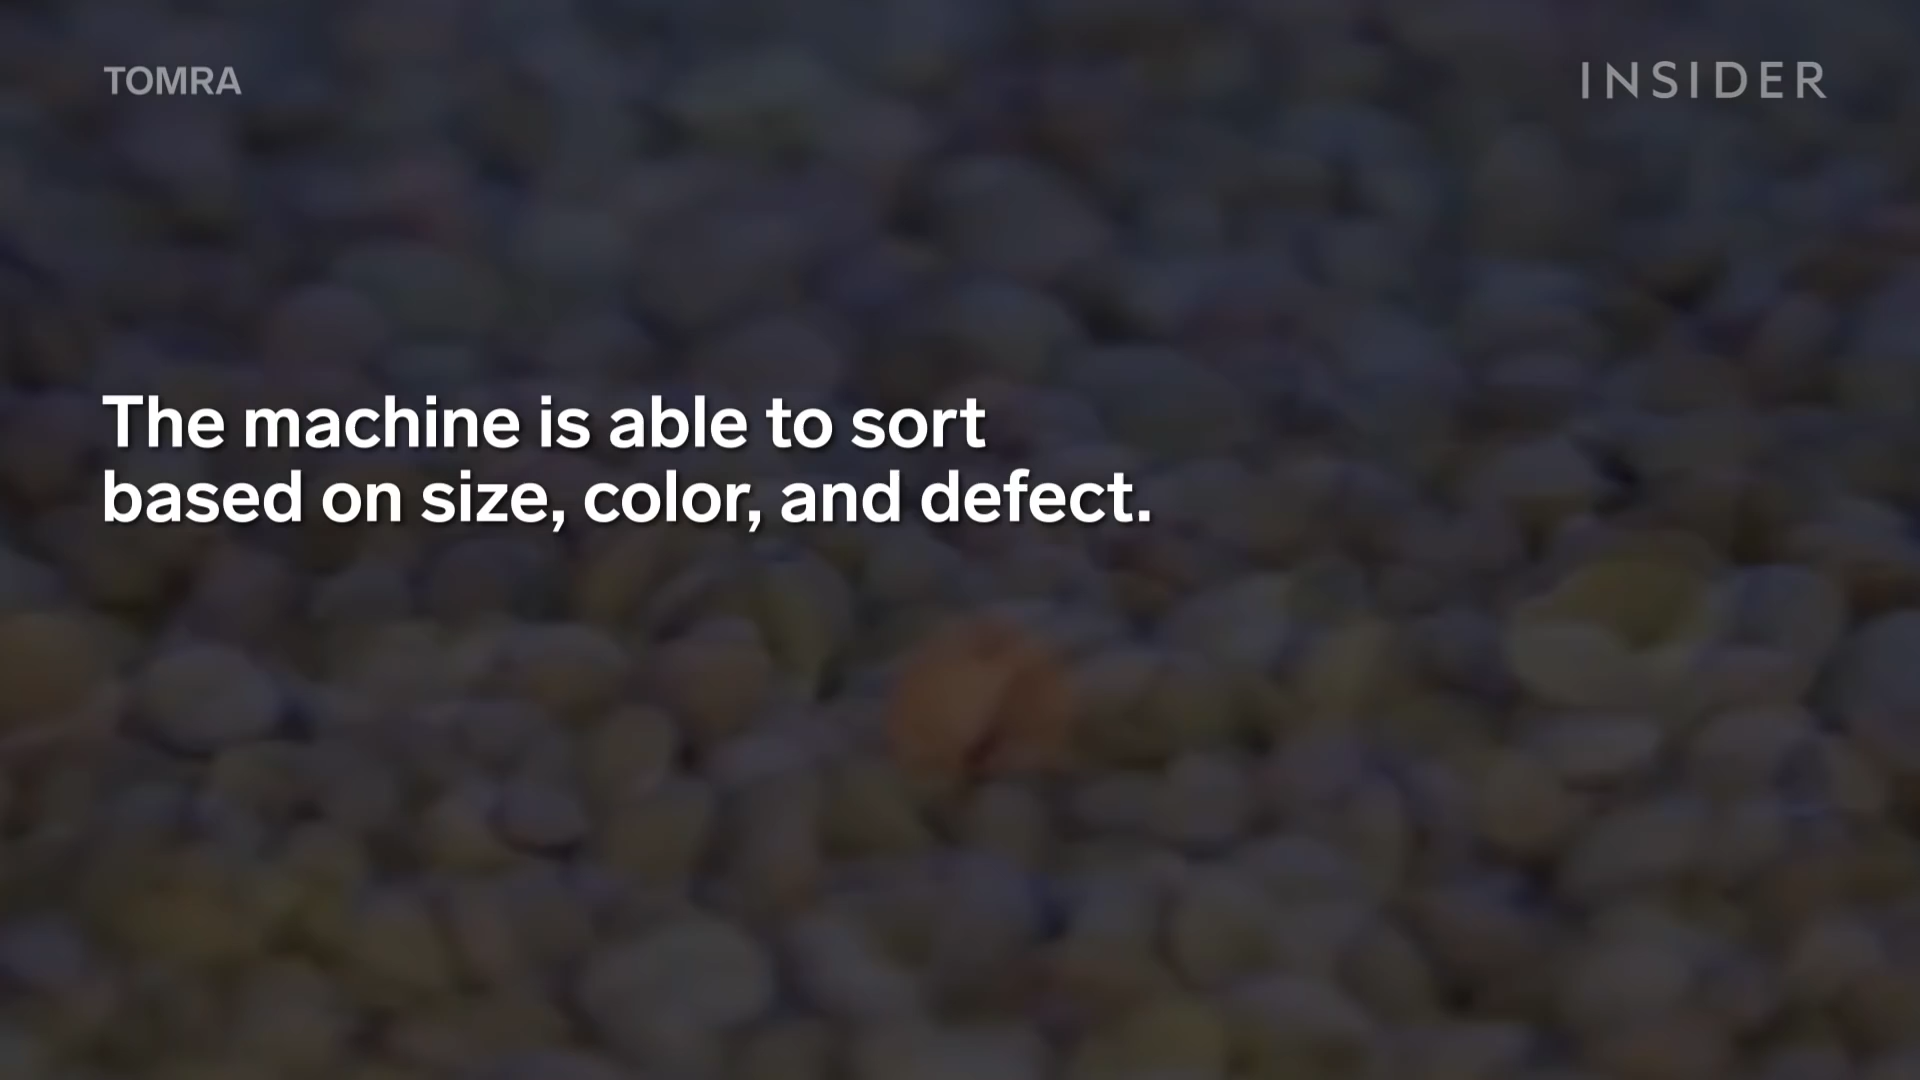 TOMRA
INSIDER
The machine is able to sort
based on size, color, and defect.